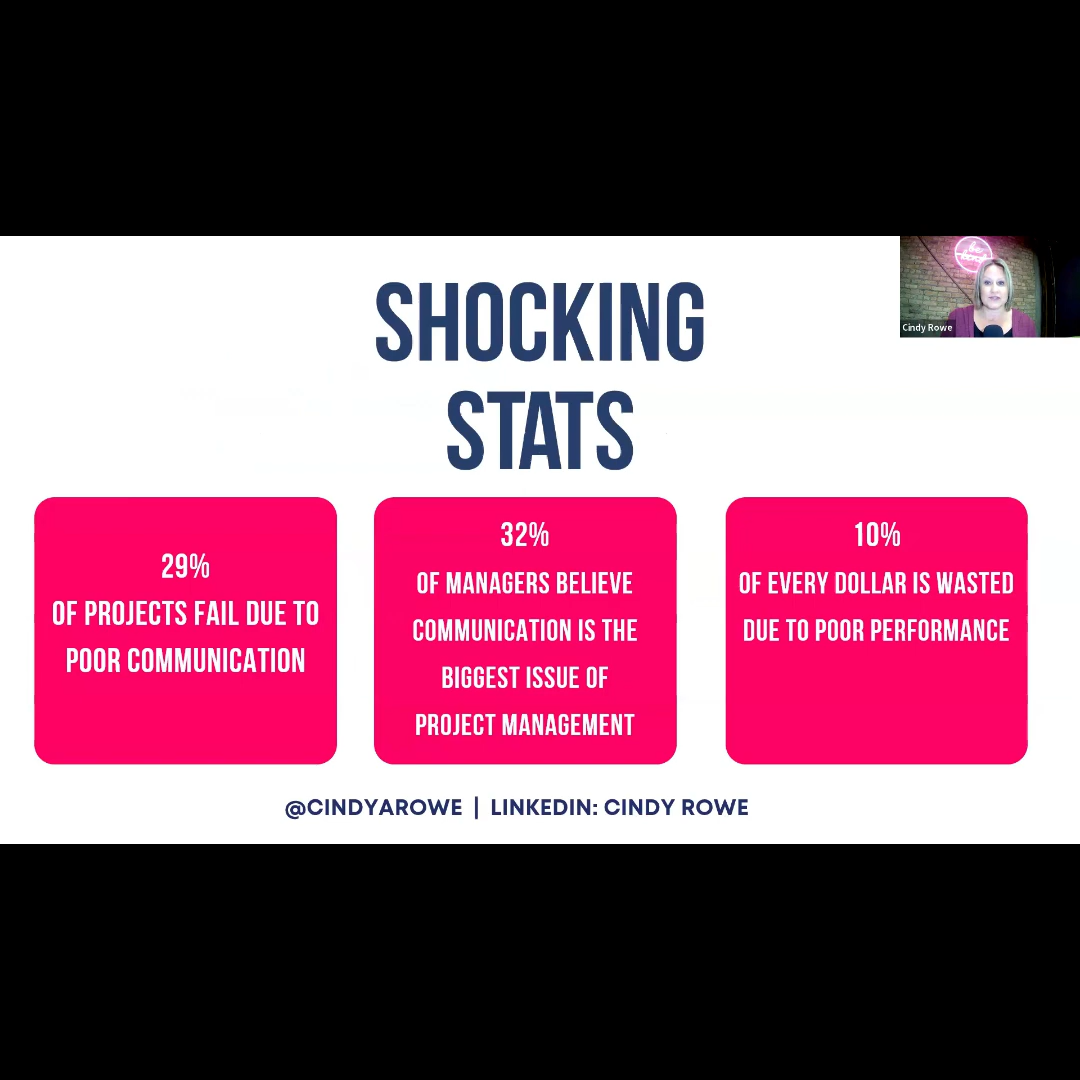 SHOCKING
STATS
Cindy Rowe
29%
OF PROJECTS FAIL DUE TO
POOR COMMUNICATION
32%
OF MANAGERS BELIEVE
COMMUNICATION IS THE
BIGGEST ISSUE OF
PROJECT MANAGEMENT
10%
OF EVERY DOLLAR IS WASTED
DUE TO POOR PERFORMANCE
@CINDYAROWE | LINKEDIN: CINDY ROWE